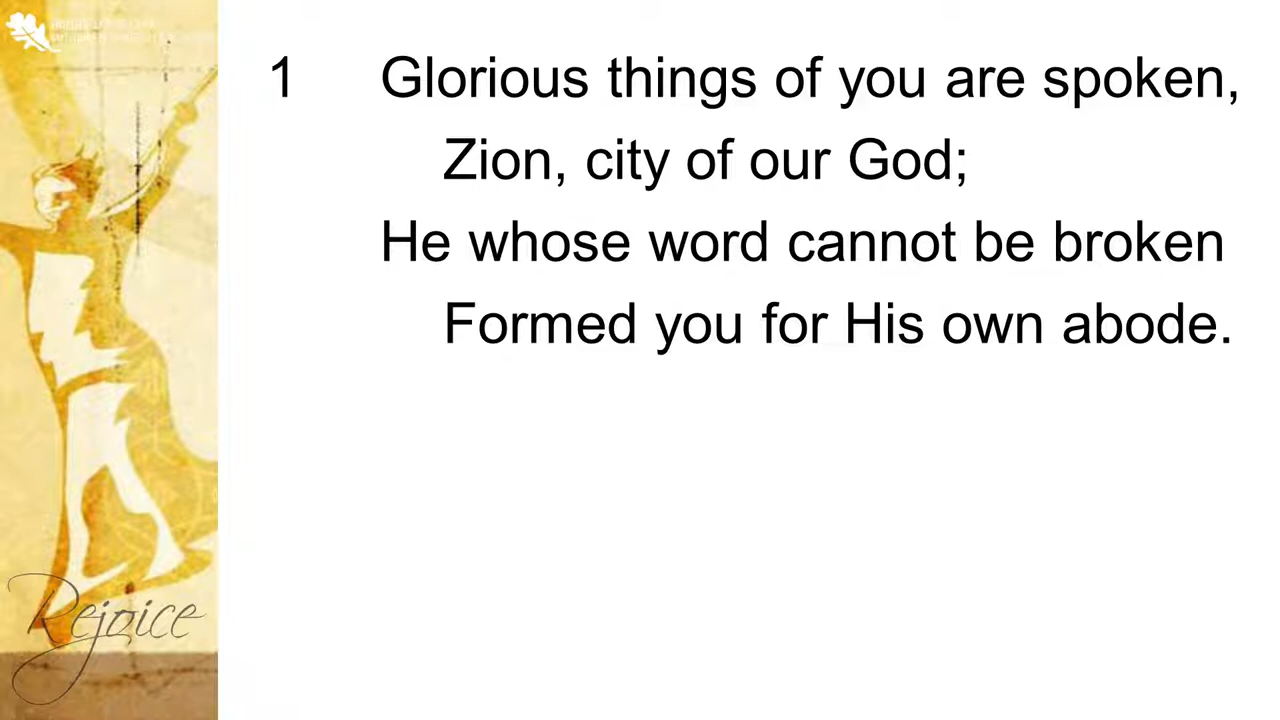 1 Glorious things of you are spoken,
Zion, city of our God;
He whose word cannot be broken
Formed you for His own abode.
Rejoice